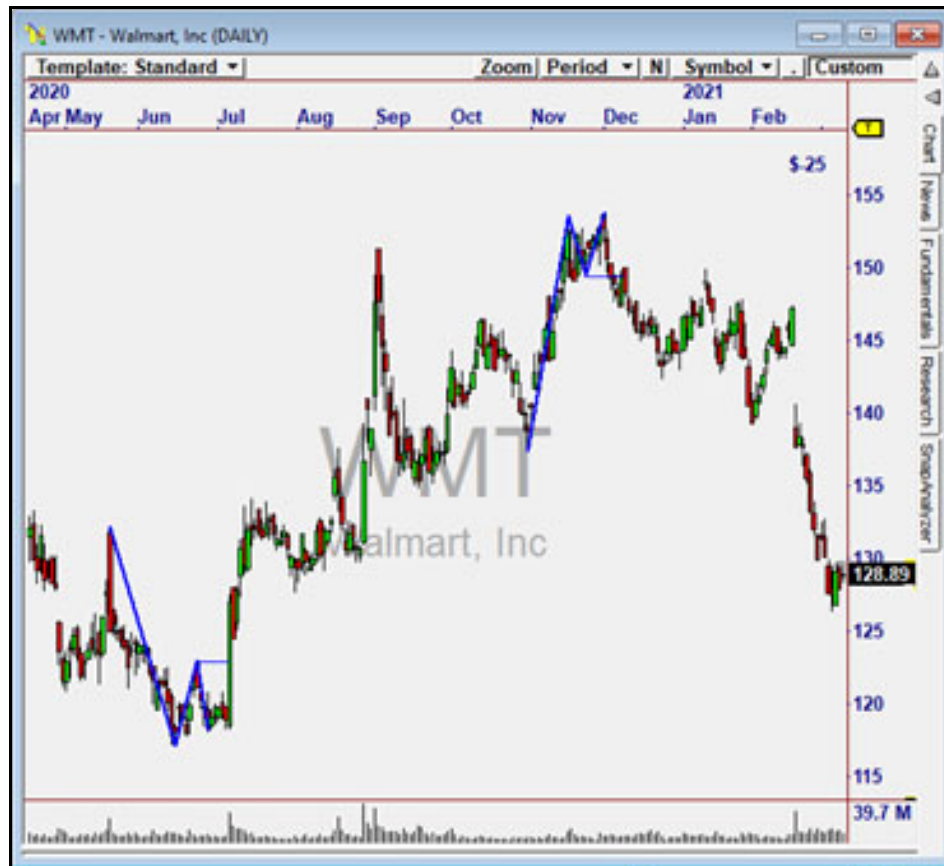 WMT - Walmart, Inc (DAILY)
Template: Standard Zoom Period N Symbol . Custom
2020 2021
Apr May Jun Jul Aug Sep Oct Nov Dec Jan Feb
T
$-25
155
150
145
140
135
130
128.89
125
120
115
39.7 M
WMT
Walmart, Inc
Chart
News
Fundamentals
Research
SnapAnalyzer